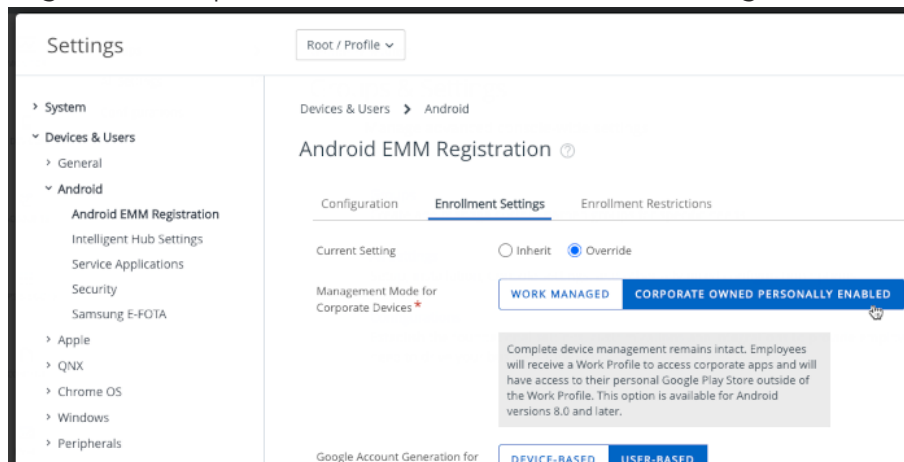 Settings
Root / Profile
System
Devices & Users
General
Android
Android EMM Registration
Intelligent Hub Settings
Service Applications
Security
Samsung E-FOTA
Apple
QNX
Chrome OS
Windows
Peripherals
Devices & Users > Android
Android EMM Registration
Configuration Enrollment Settings Enrollment Restrictions
Current Setting Inherit Override
Management Mode for
Corporate Devices *
WORK MANAGED CORPORATE OWNED PERSONALLY ENABLED
Complete device management remains intact. Employees
will receive a Work Profile to access corporate apps and will
have access to their personal Google Play Store outside of
the Work Profile. This option is available for Android
versions 8.0 and later.
Google Account Generation for
DEVICE-BASED USER-BASED